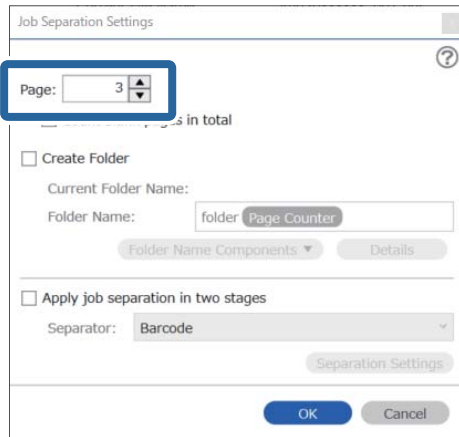 Job Separation Settings
?
Page: 3
pages in total
Create Folder
Current Folder Name:
Folder Name: folder Page Counter
Folder Name Components ▼ Details
Apply job separation in two stages
Separator: Barcode
Separation Settings
OK Cancel